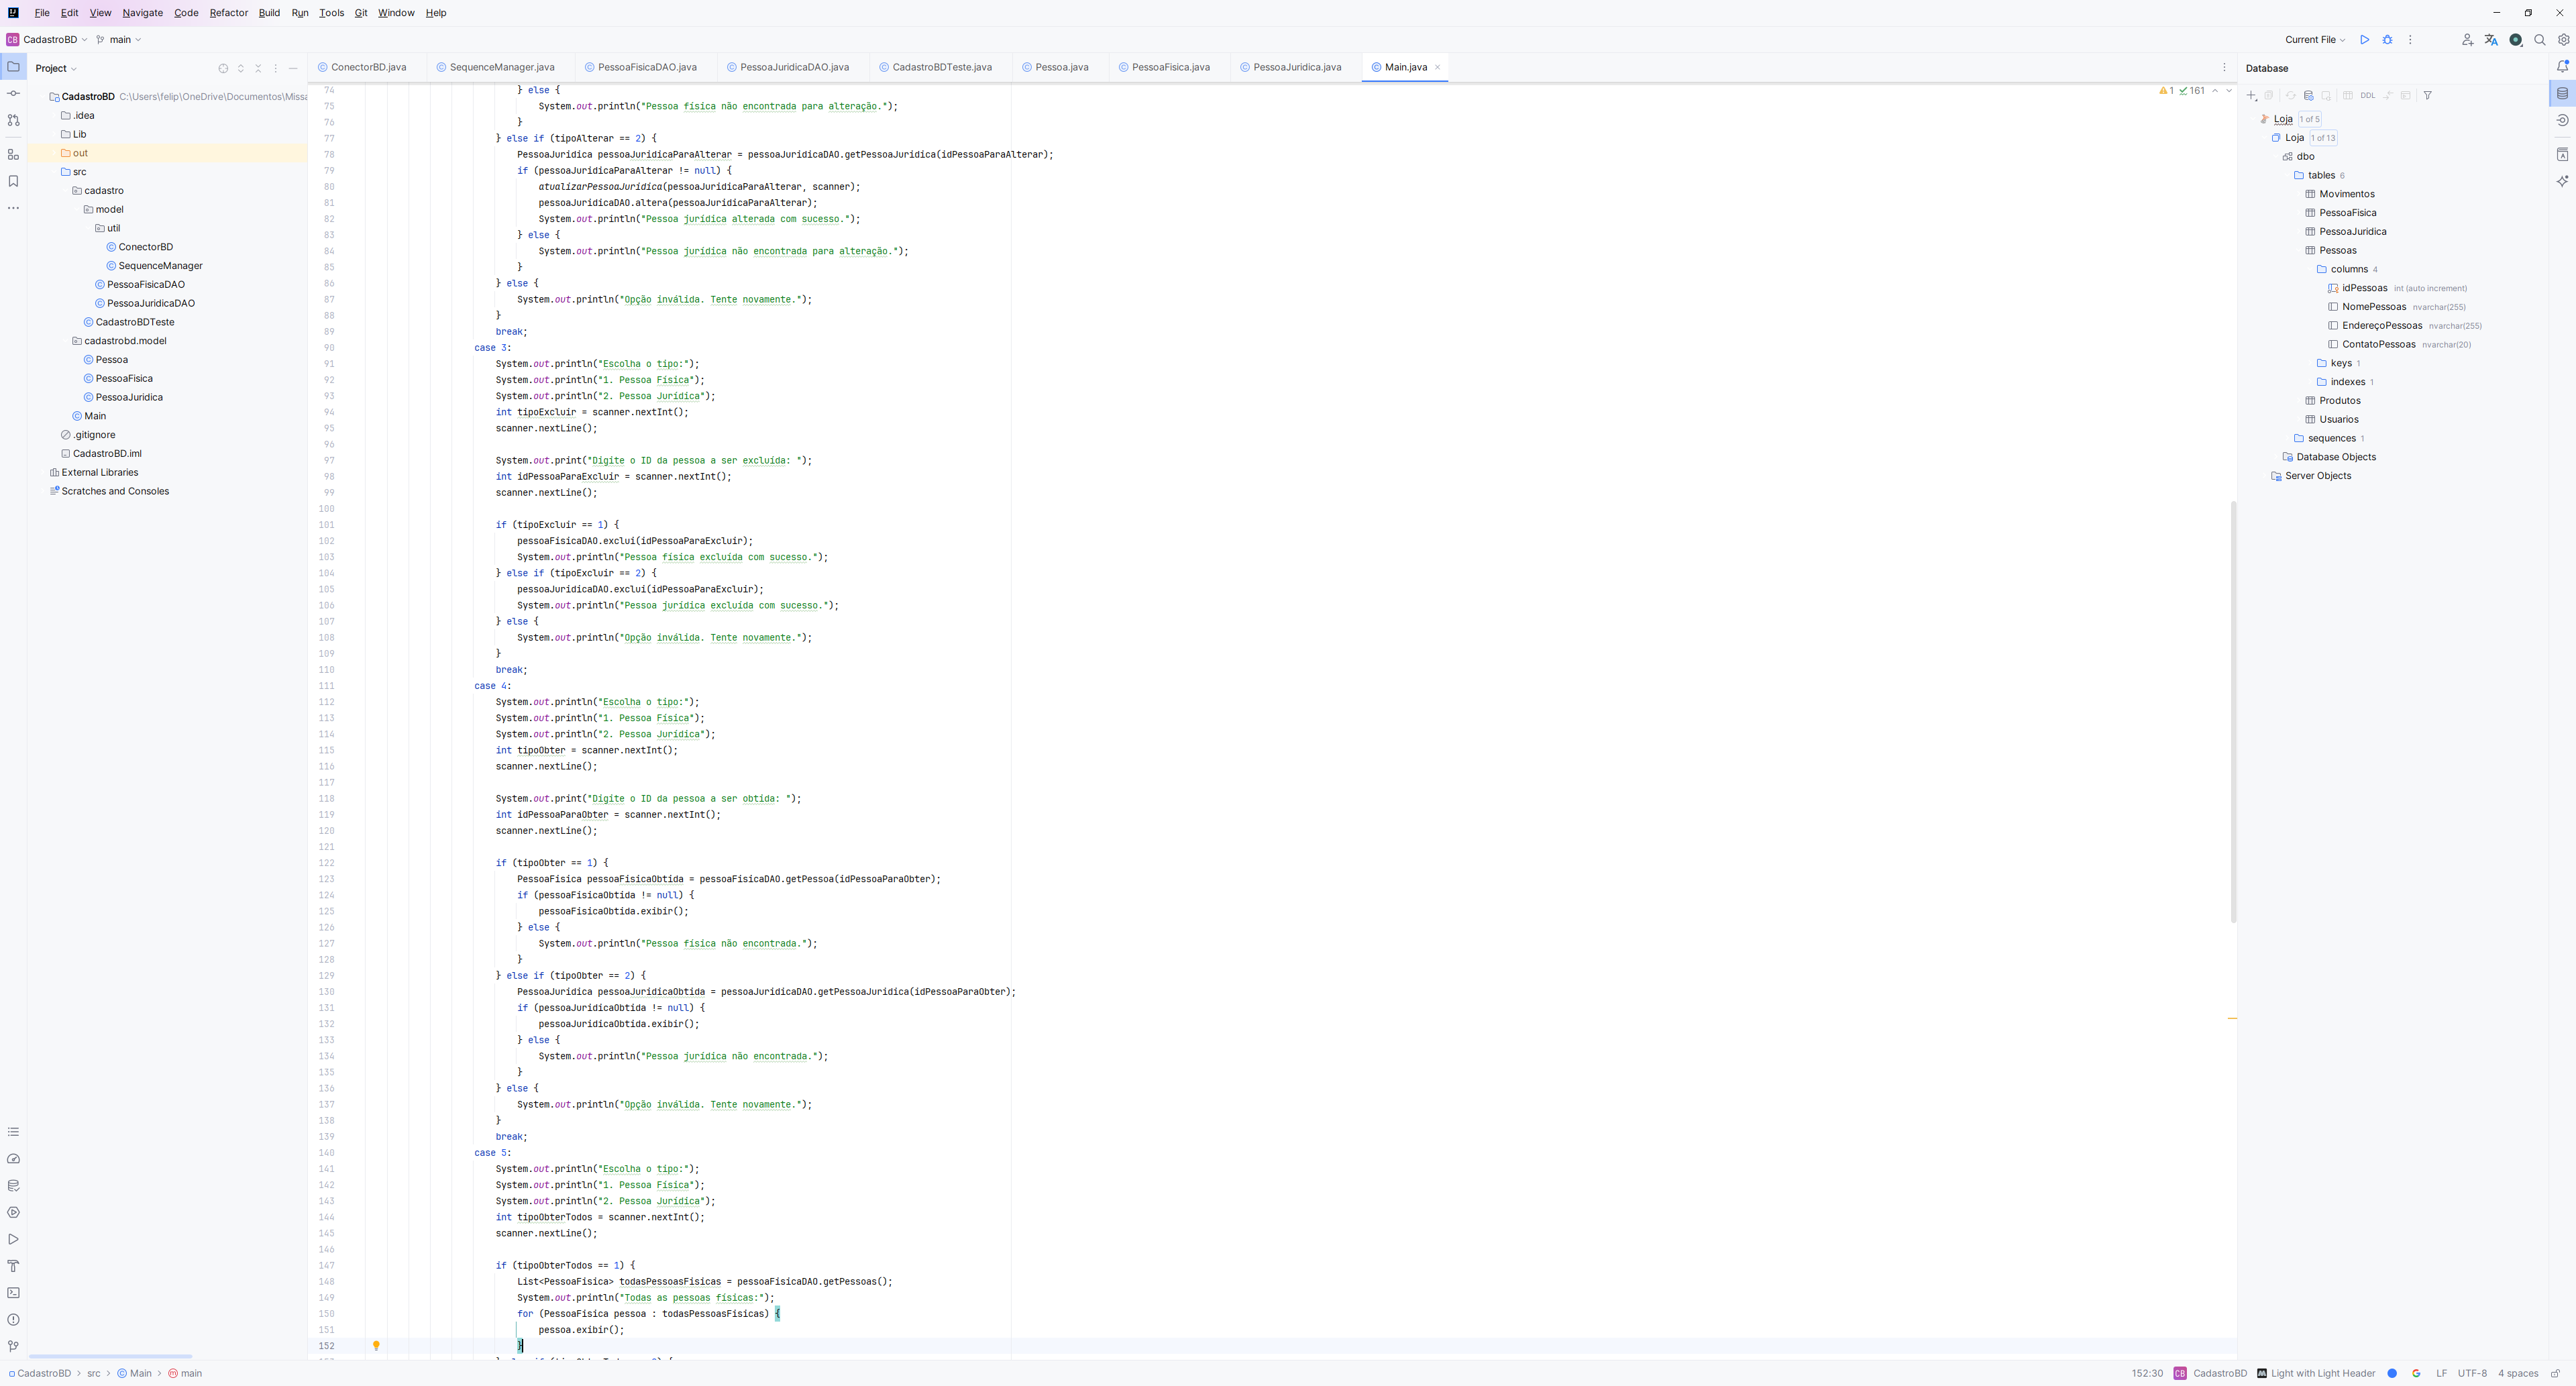 File Edit View Navigate Code Refactor Build Run Tools Git Window Help
CB CadastroBD main Current File
Project
CadastroBD C:\Users\felip\OneDrive\Documentos\Missa
.idea
Lib
out
src
cadastro
model
util
ConectorBD
SequenceManager
PessoaFisicaDAO
PessoaJuridicaDAO
CadastroBDTeste
cadastrobd.model
Pessoa
PessoaFisica
PessoaJuridica
Main
.gitignore
CadastroBD.iml
External Libraries
Scratches and Consoles
ConectorBD.java SequenceManager.java PessoaFisicaDAO.java PessoaJuridicaDAO.java CadastroBDTeste.java Pessoa.java PessoaFisica.java PessoaJuridica.java Main.java
1 161
74 } else {
75 System.out.println("Pessoa física não encontrada para alteração.");
76 }
77 } else if (tipoAlterar == 2) {
78 PessoaJuridica pessoaJuridicaParaAlterar = pessoaJuridicaDAO.getPessoaJuridica(idPessoaParaAlterar);
79 if (pessoaJuridicaParaAlterar != null) {
80 atualizarPessoaJuridica(pessoaJuridicaParaAlterar, scanner);
81 pessoaJuridicaDAO.altera(pessoaJuridicaParaAlterar);
82 System.out.println("Pessoa jurídica alterada com sucesso.");
83 } else {
84 System.out.println("Pessoa jurídica não encontrada para alteração.");
85 }
86 } else {
87 System.out.println("Opção inválida. Tente novamente.");
88 }
89 break;
90 case 3:
91 System.out.println("Escolha o tipo:");
92 System.out.println("1. Pessoa Física");
93 System.out.println("2. Pessoa Jurídica");
94 int tipoExcluir = scanner.nextInt();
95 scanner.nextLine();
96
97 System.out.print("Digite o ID da pessoa a ser excluída: ");
98 int idPessoaParaExcluir = scanner.nextInt();
99 scanner.nextLine();
100
101 if (tipoExcluir == 1) {
102 pessoaFisicaDAO.exclui(idPessoaParaExcluir);
103 System.out.println("Pessoa física excluída com sucesso.");
104 } else if (tipoExcluir == 2) {
105 pessoaJuridicaDAO.exclui(idPessoaParaExcluir);
106 System.out.println("Pessoa jurídica excluída com sucesso.");
107 } else {
108 System.out.println("Opção inválida. Tente novamente.");
109 }
110 break;
111 case 4:
112 System.out.println("Escolha o tipo:");
113 System.out.println("1. Pessoa Física");
114 System.out.println("2. Pessoa Jurídica");
115 int tipoObter = scanner.nextInt();
116 scanner.nextLine();
117
118 System.out.print("Digite o ID da pessoa a ser obtida: ");
119 int idPessoaParaObter = scanner.nextInt();
120 scanner.nextLine();
121
122 if (tipoObter == 1) {
123 PessoaFisica pessoaFisicaObtida = pessoaFisicaDAO.getPessoa(idPessoaParaObter);
124 if (pessoaFisicaObtida != null) {
125 pessoaFisicaObtida.exibir();
126 } else {
127 System.out.println("Pessoa física não encontrada.");
128 }
129 } else if (tipoObter == 2) {
130 PessoaJuridica pessoaJuridicaObtida = pessoaJuridicaDAO.getPessoaJuridica(idPessoaParaObter);
131 if (pessoaJuridicaObtida != null) {
132 pessoaJuridicaObtida.exibir();
133 } else {
134 System.out.println("Pessoa jurídica não encontrada.");
135 }
136 } else {
137 System.out.println("Opção inválida. Tente novamente.");
138 }
139 break;
140 case 5:
141 System.out.println("Escolha o tipo:");
142 System.out.println("1. Pessoa Física");
143 System.out.println("2. Pessoa Jurídica");
144 int tipoObterTodos = scanner.nextInt();
145 scanner.nextLine();
146
147 if (tipoObterTodos == 1) {
148 List<PessoaFisica> todasPessoasFisicas = pessoaFisicaDAO.getPessoas();
149 System.out.println("Todas as pessoas físicas:");
150 for (PessoaFisica pessoa : todasPessoasFisicas) {
151 pessoa.exibir();
152 }
Database
DDL
Loja 1 of 5
Loja 1 of 13
dbo
tables 6
Movimentos
PessoaFisica
PessoaJuridica
Pessoas
columns 4
idPessoas int (auto increment)
NomePessoas nvarchar(255)
EndereçoPessoas nvarchar(255)
ContatoPessoas nvarchar(20)
keys 1
indexes 1
Produtos
Usuarios
sequences 1
Database Objects
Server Objects
CadastroBD > src > Main > main 152:30 CB CadastroBD Light with Light Header LF UTF-8 4 spaces